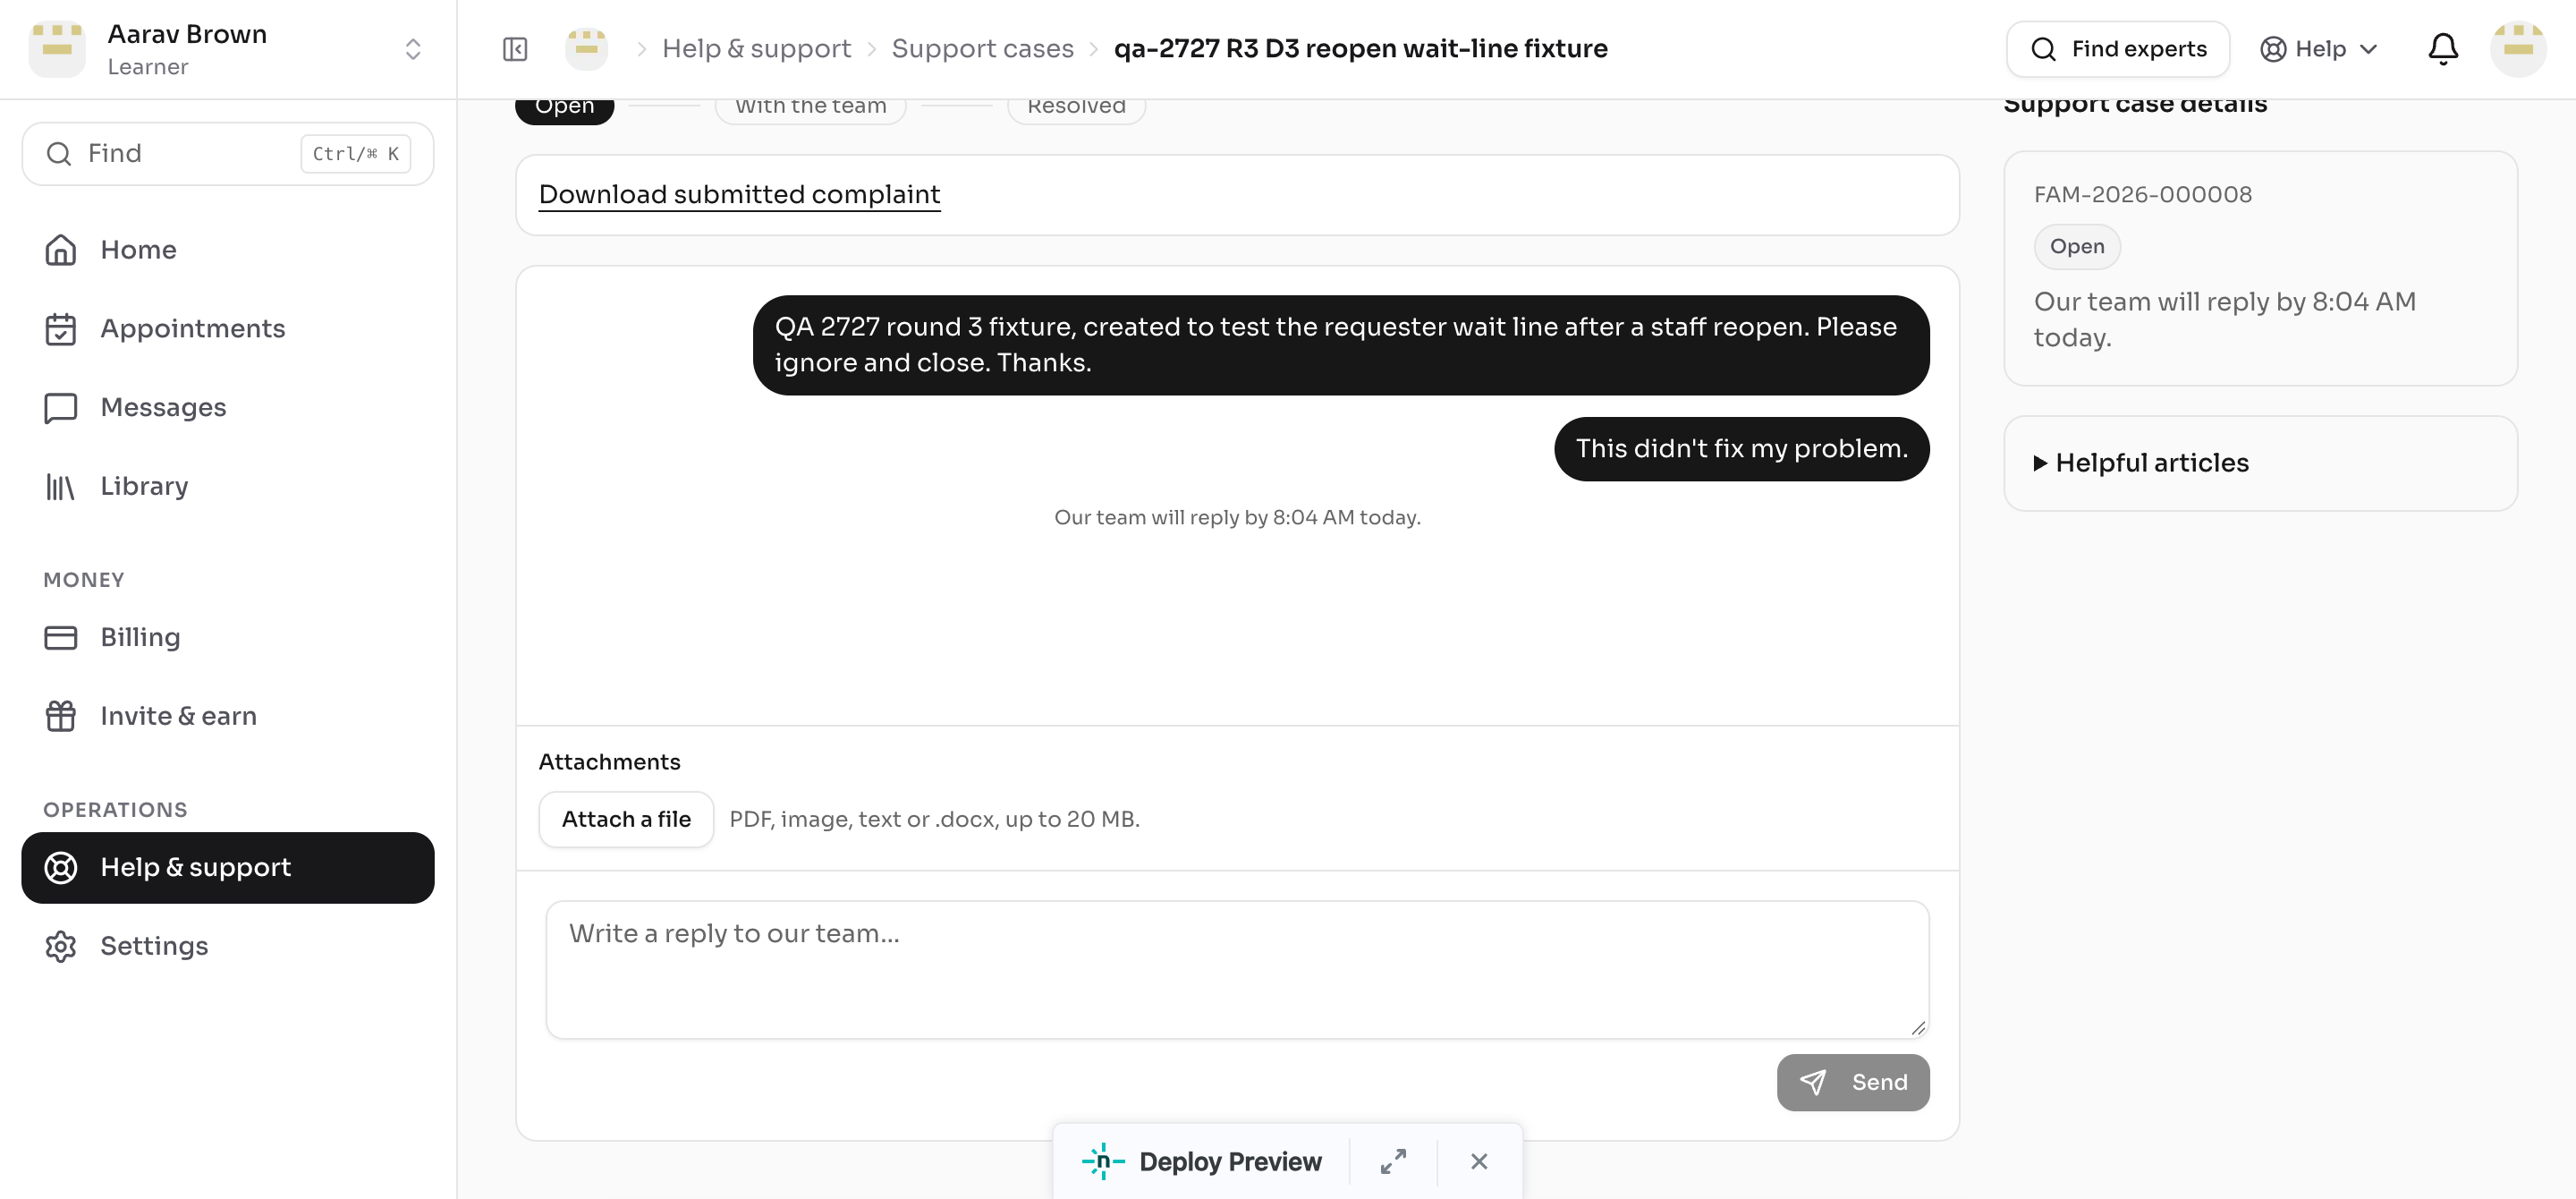 Aarav Brown
Learner
Find
Ctrl/⌘ K
Home
Appointments
Messages
Library
MONEY
Billing
Invite & earn
OPERATIONS
Help & support
Settings
Help & support
Support cases
qa-2727 R3 D3 reopen wait-line fixture
Find experts
Help
Open
With the team
Resolved
Download submitted complaint
QA 2727 round 3 fixture, created to test the requester wait line after a staff reopen. Please
ignore and close. Thanks.
This didn't fix my problem.
Our team will reply by 8:04 AM today.
Attachments
Attach a file
PDF, image, text or .docx, up to 20 MB.
Write a reply to our team...
Send
Support case details
FAM-2026-000008
Open
Our team will reply by 8:04 AM
today.
Helpful articles
Deploy Preview